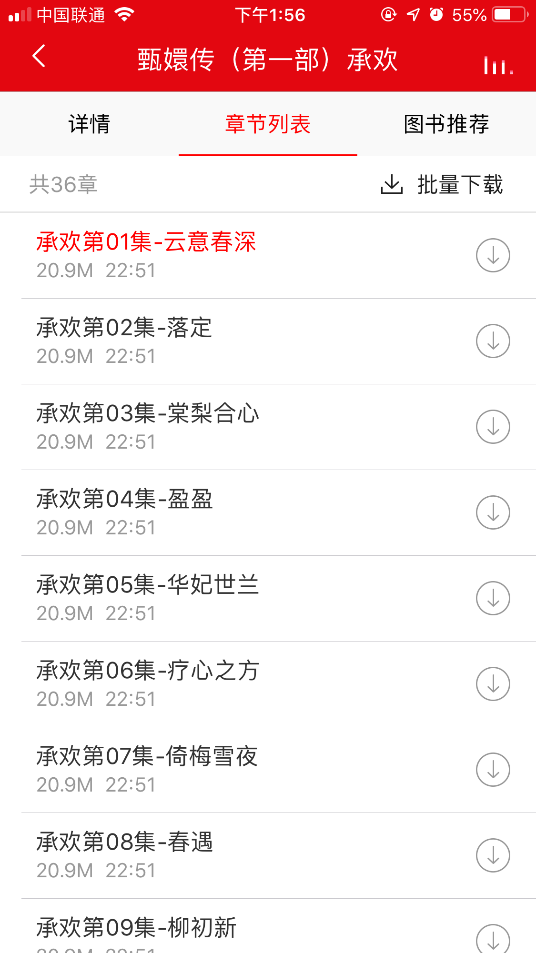 中国联通 下午1:56 55%
甄嬛传（第一部）承欢
详情 章节列表 图书推荐
共36章 批量下载
承欢第01集-云意春深
20.9M 22:51
承欢第02集-落定
20.9M 22:51
承欢第03集-棠梨合心
20.9M 22:51
承欢第04集-盈盈
20.9M 22:51
承欢第05集-华妃世兰
20.9M 22:51
承欢第06集-疗心之方
20.9M 22:51
承欢第07集-倚梅雪夜
20.9M 22:51
承欢第08集-春遇
20.9M 22:51
承欢第09集-柳初新
20.9M 22:51